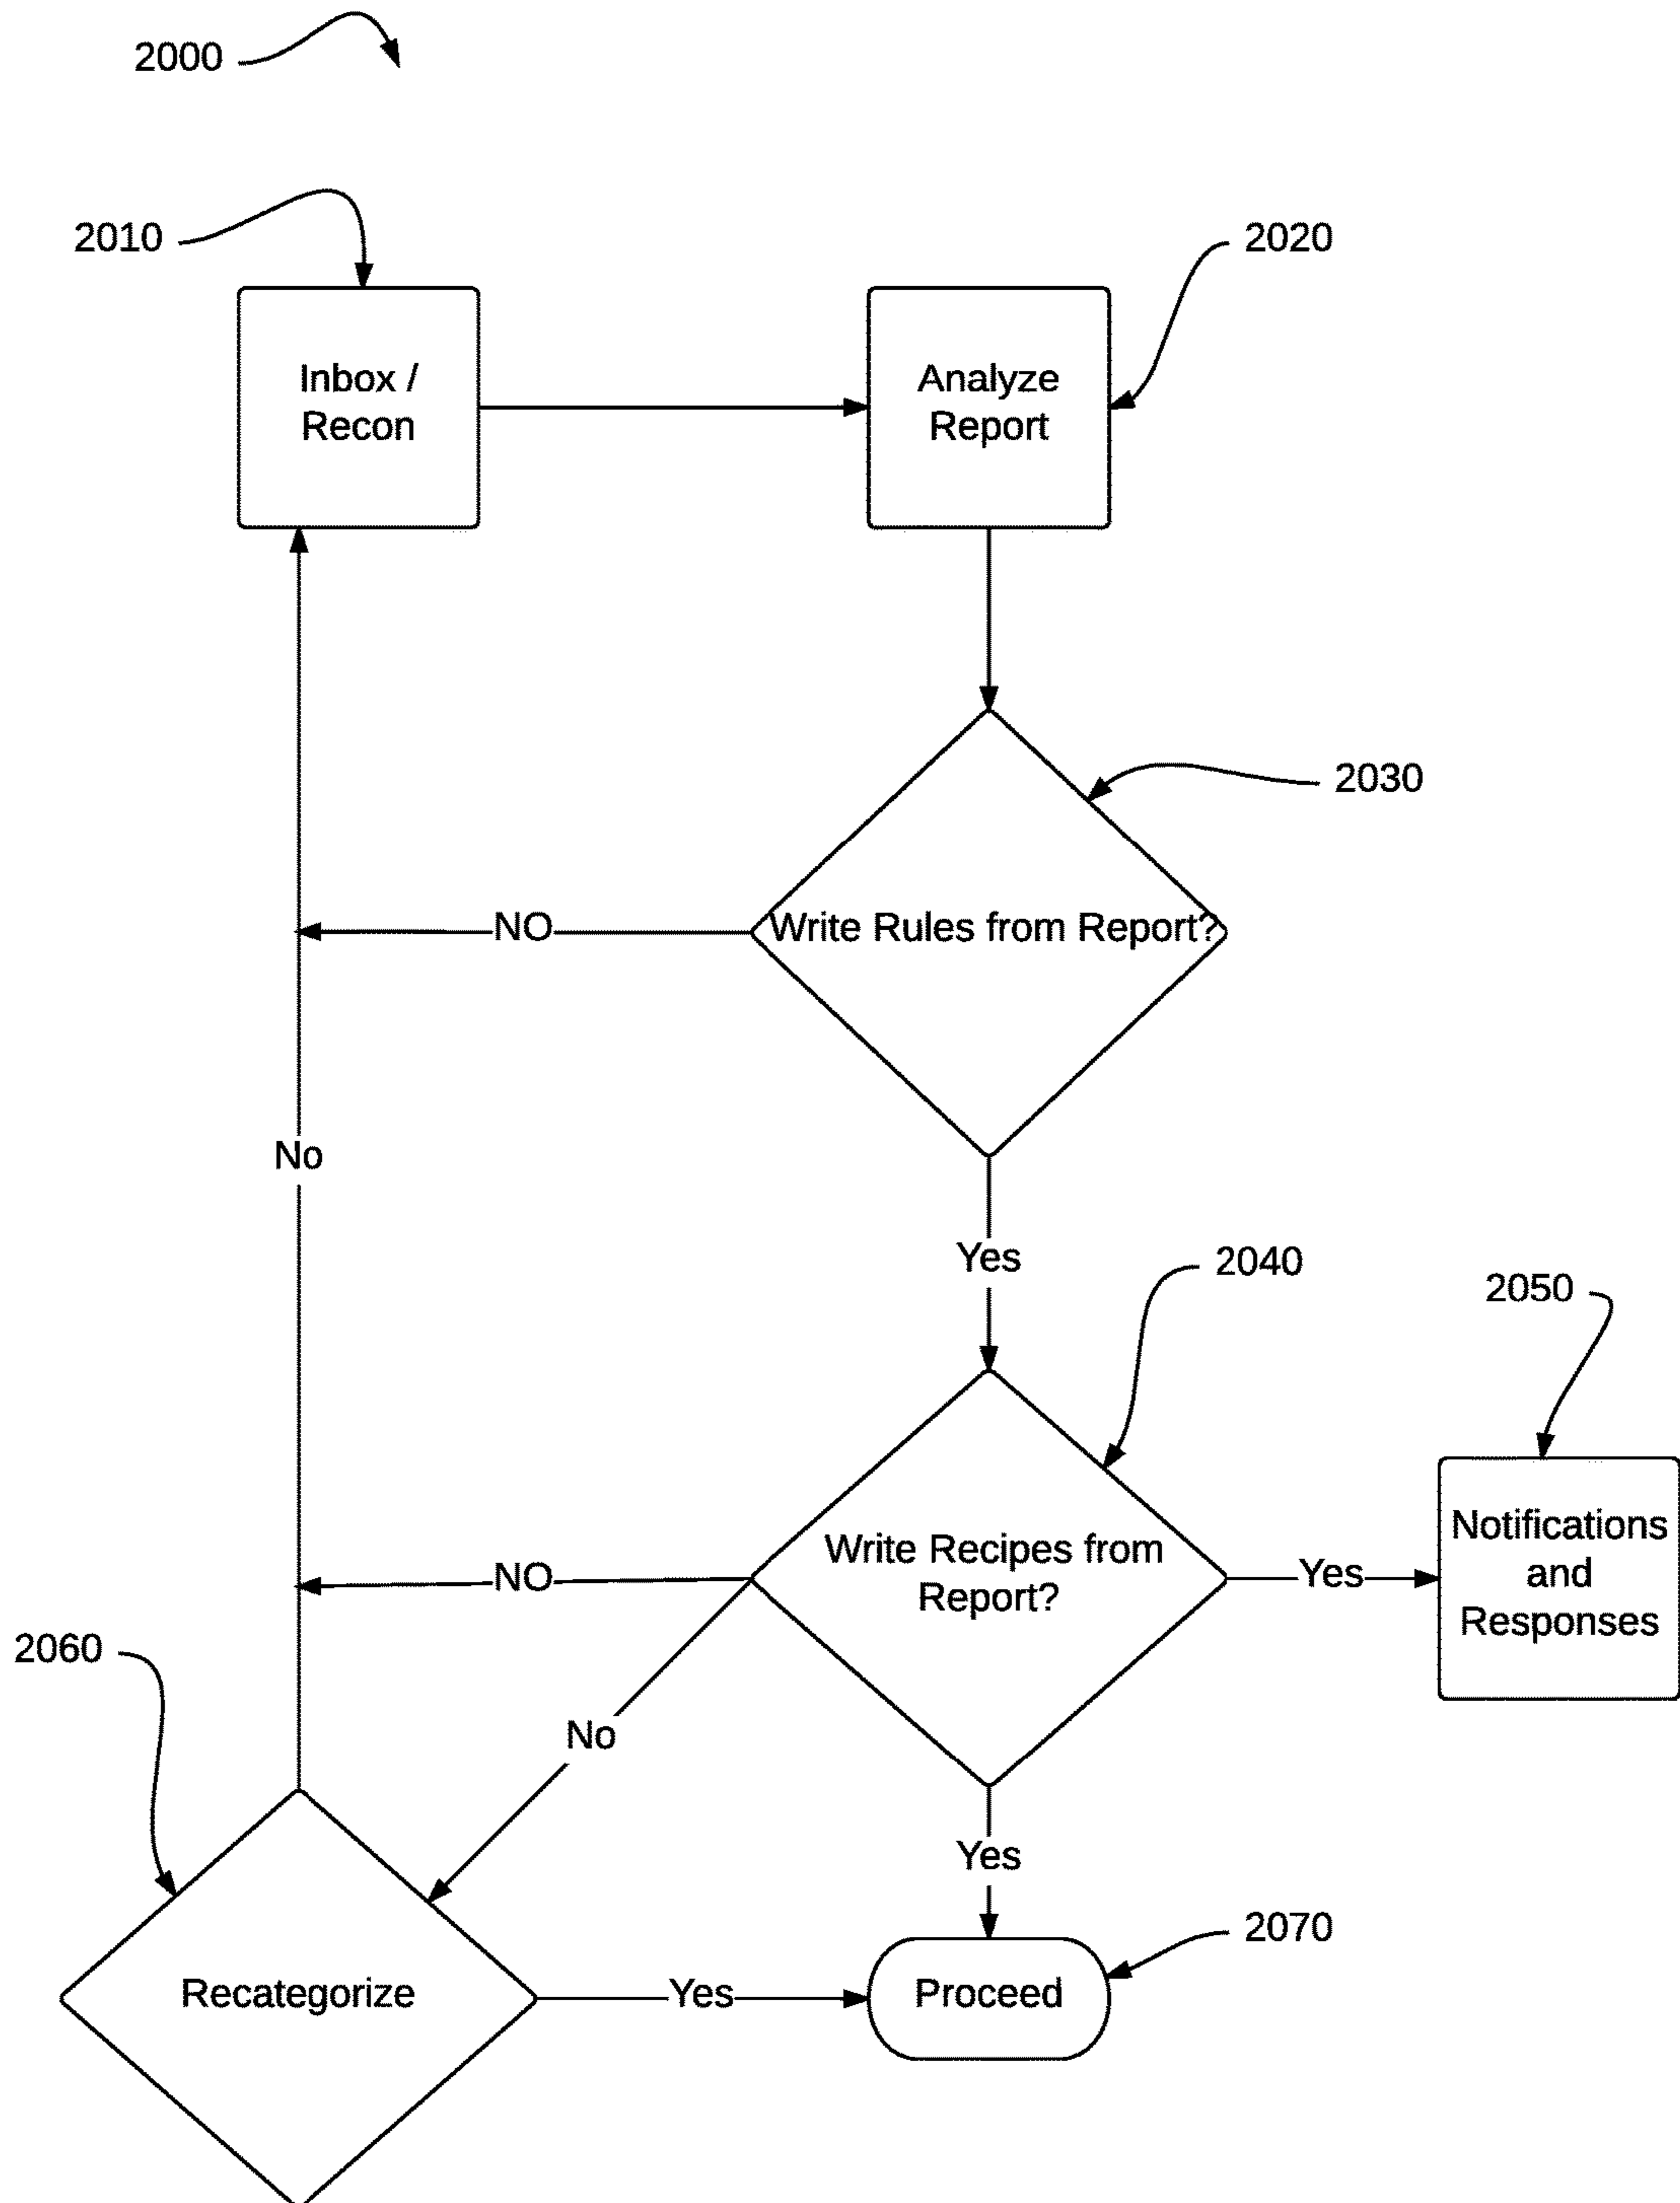 2000
2010
2020
Inbox /
Recon
Analyze
Report
2030
Write Rules from Report?
NO
No
Yes
2040
2050
Write Recipes from
Report?
NO
Yes
Notifications
and
Responses
2060
No
Yes
2070
Recategorize
Yes
Proceed